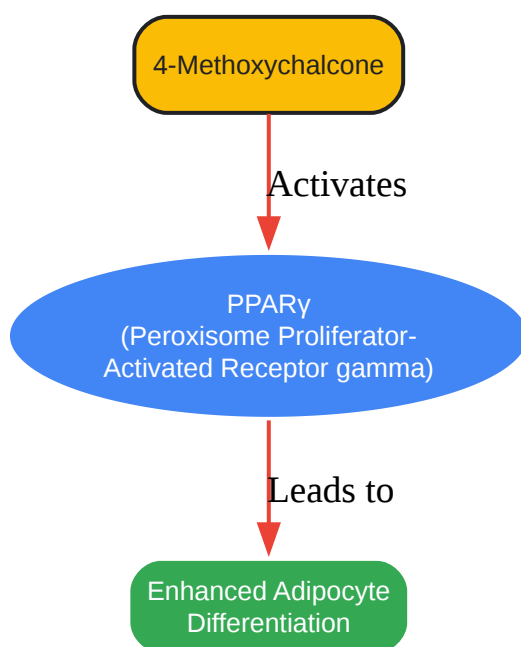 4-Methoxychalcone
Activates
PPARγ
(Peroxisome Proliferator-
Activated Receptor gamma)
Leads to
Enhanced Adipocyte
Differentiation